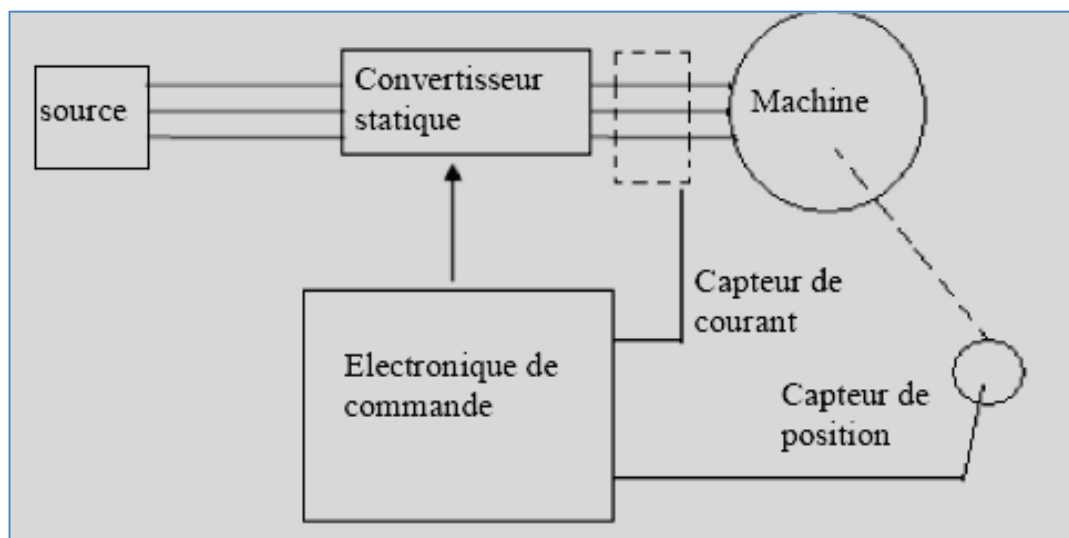 source
Convertisseur
statique
Machine
Capteur de
courant
Electronique de
commande
Capteur de
position